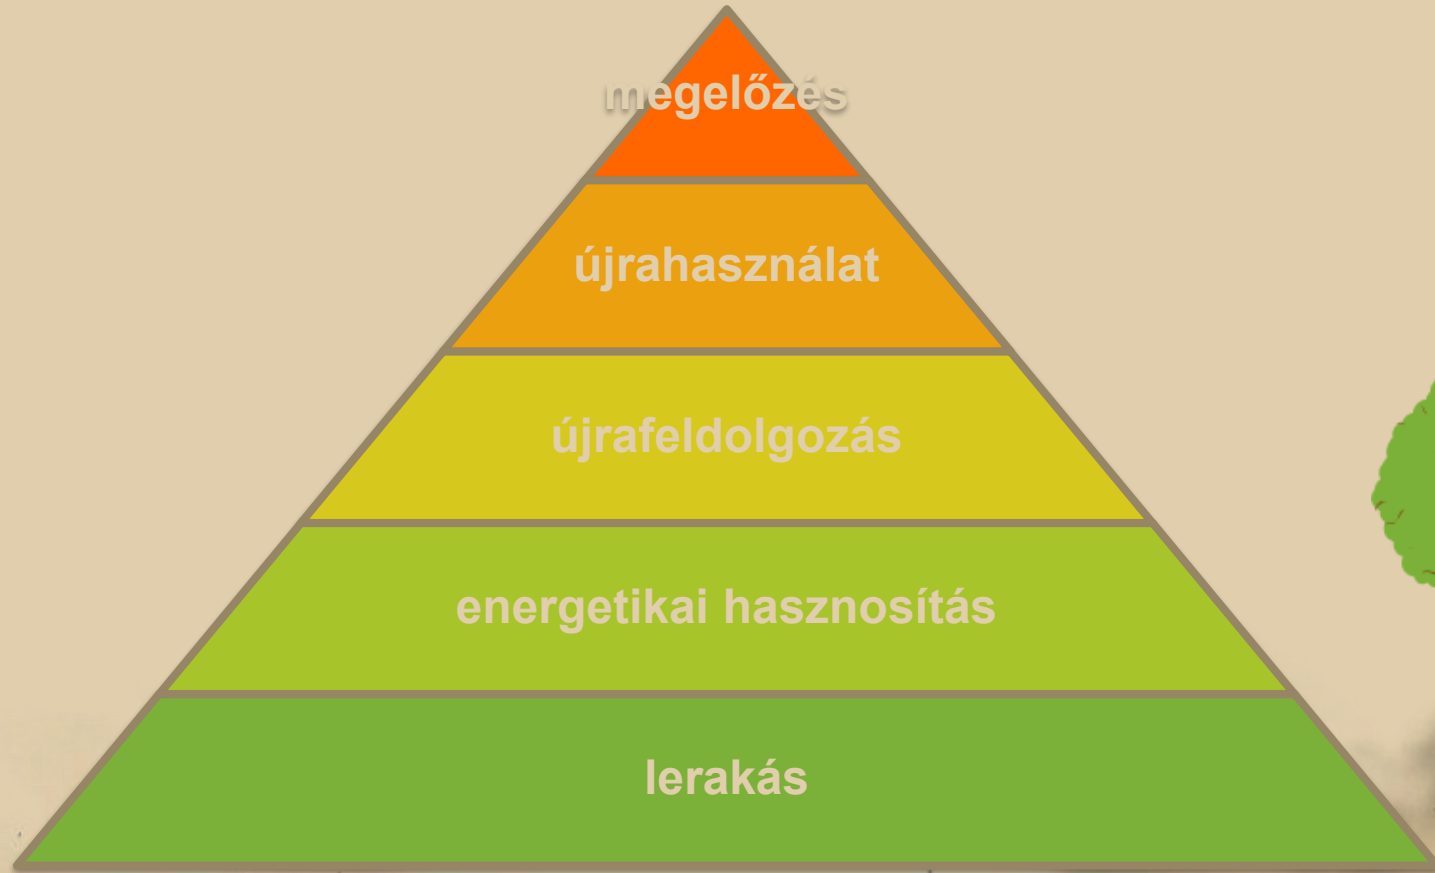 megelőzés
újrahasználat
újrafeldolgozás
energetikai hasznosítás
lerakás